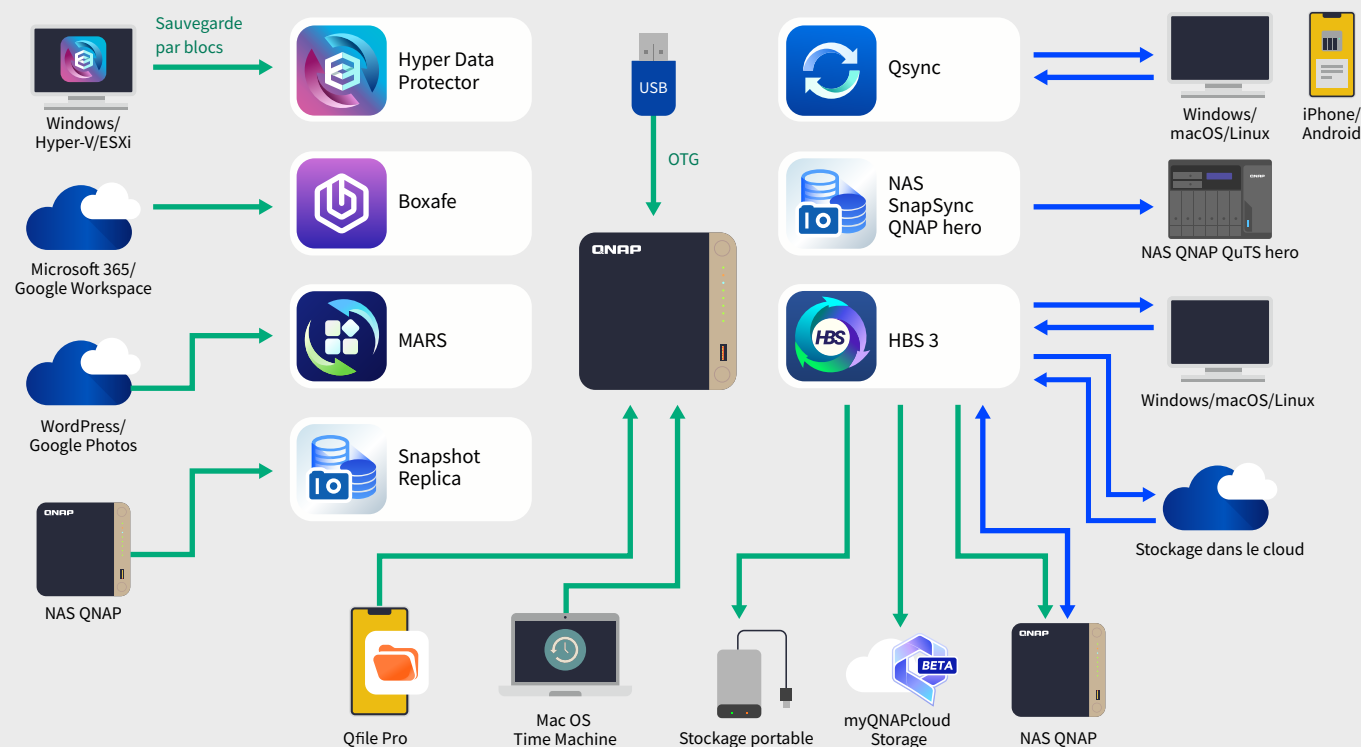 Sauvegarde
par blocs
Windows/
Hyper-V/ESXi
Hyper Data
Protector
Microsoft 365/
Google Workspace
Boxafe
WordPress/
Google Photos
MARS
QNAP
NAS QNAP
Snapshot
Replica
USB
OTG
QNAP
Qfile Pro
Mac OS
Time Machine
Qsync
Windows/
macOS/Linux
iPhone/
Android
NAS
SnapSync
QNAP hero
QNAP
NAS QNAP QuTS hero
HBS
HBS 3
Windows/macOS/Linux
Stockage dans le cloud
Stockage portable
BETA
myQNAPcloud
Storage
QNAP
NAS QNAP